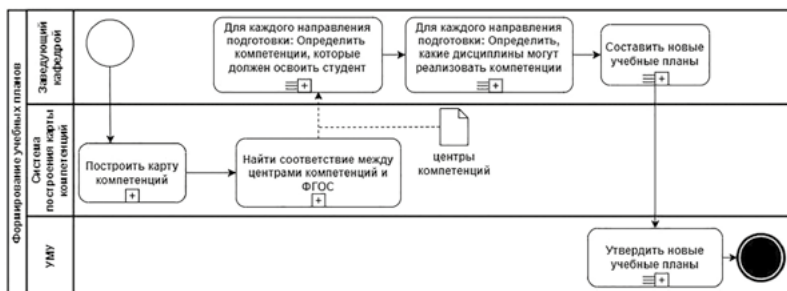 Формирование учебных планов
Заведующий
кафедрой
Для каждого направления
подготовки: Определить
компетенции, которые
должен освоить студент
Для каждого направления
подготовки: Определить,
какие дисциплины могут
реализовать компетенции
Составить новые
учебные планы
Система
построения карты
компетенций
Построить карту
компетенций
Найти соответствие между
центрами компетенций и
ФГОС
центры
компетенций
УМУ
Утвердить новые
учебные планы